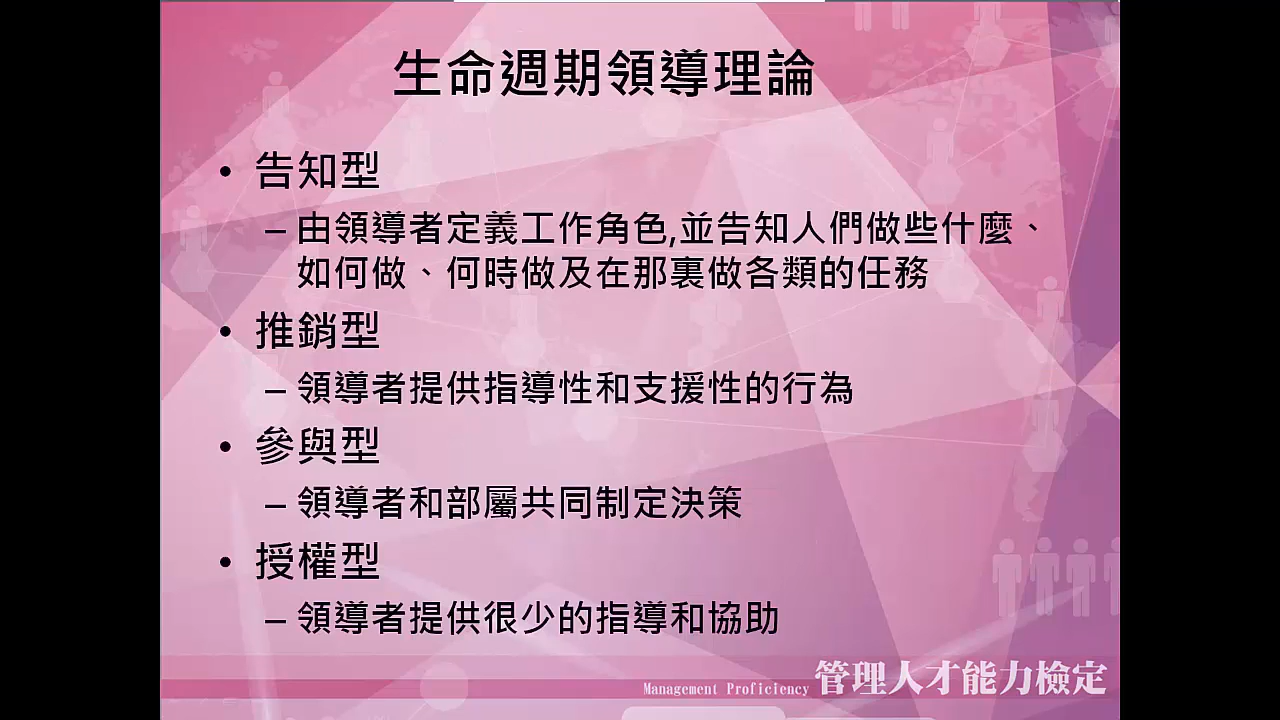 生命週期領導理論
• 告知型
– 由領導者定義工作角色,並告知人們做些什麼、
如何做、何時做及在那裏做各類的任務
• 推銷型
– 領導者提供指導性和支援性的行為
• 參與型
– 領導者和部屬共同制定決策
• 授權型
– 領導者提供很少的指導和協助
Management Proficiency 管理人才能力檢定